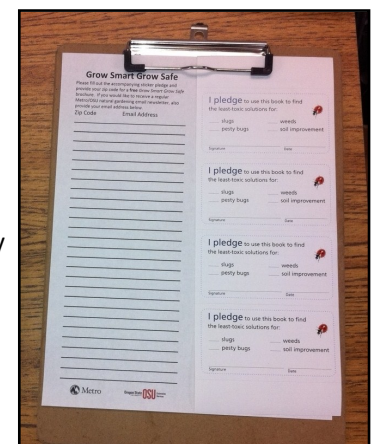 Grow Smart Grow Safe
Please fill out the accompanying sticker pledge and
provide your zip code for a free Grow Smart Grow Safe
brochure. If you would like to receive a regular
Metro/OSU natural gardening email newsletter, also
provide your email address below.
Zip Code Email Address
Metro
OSU
I pledge to use this book to find
the least-toxic solutions for:
slugs weeds
pesty bugs soil improvement
Signature Date
I pledge to use this book to find
the least-toxic solutions for:
slugs weeds
pesty bugs soil improvement
Signature Date
I pledge to use this book to find
the least-toxic solutions for:
slugs weeds
pesty bugs soil improvement
Signature Date
I pledge to use this book to find
the least-toxic solutions for:
slugs weeds
pesty bugs soil improvement
Signature Date